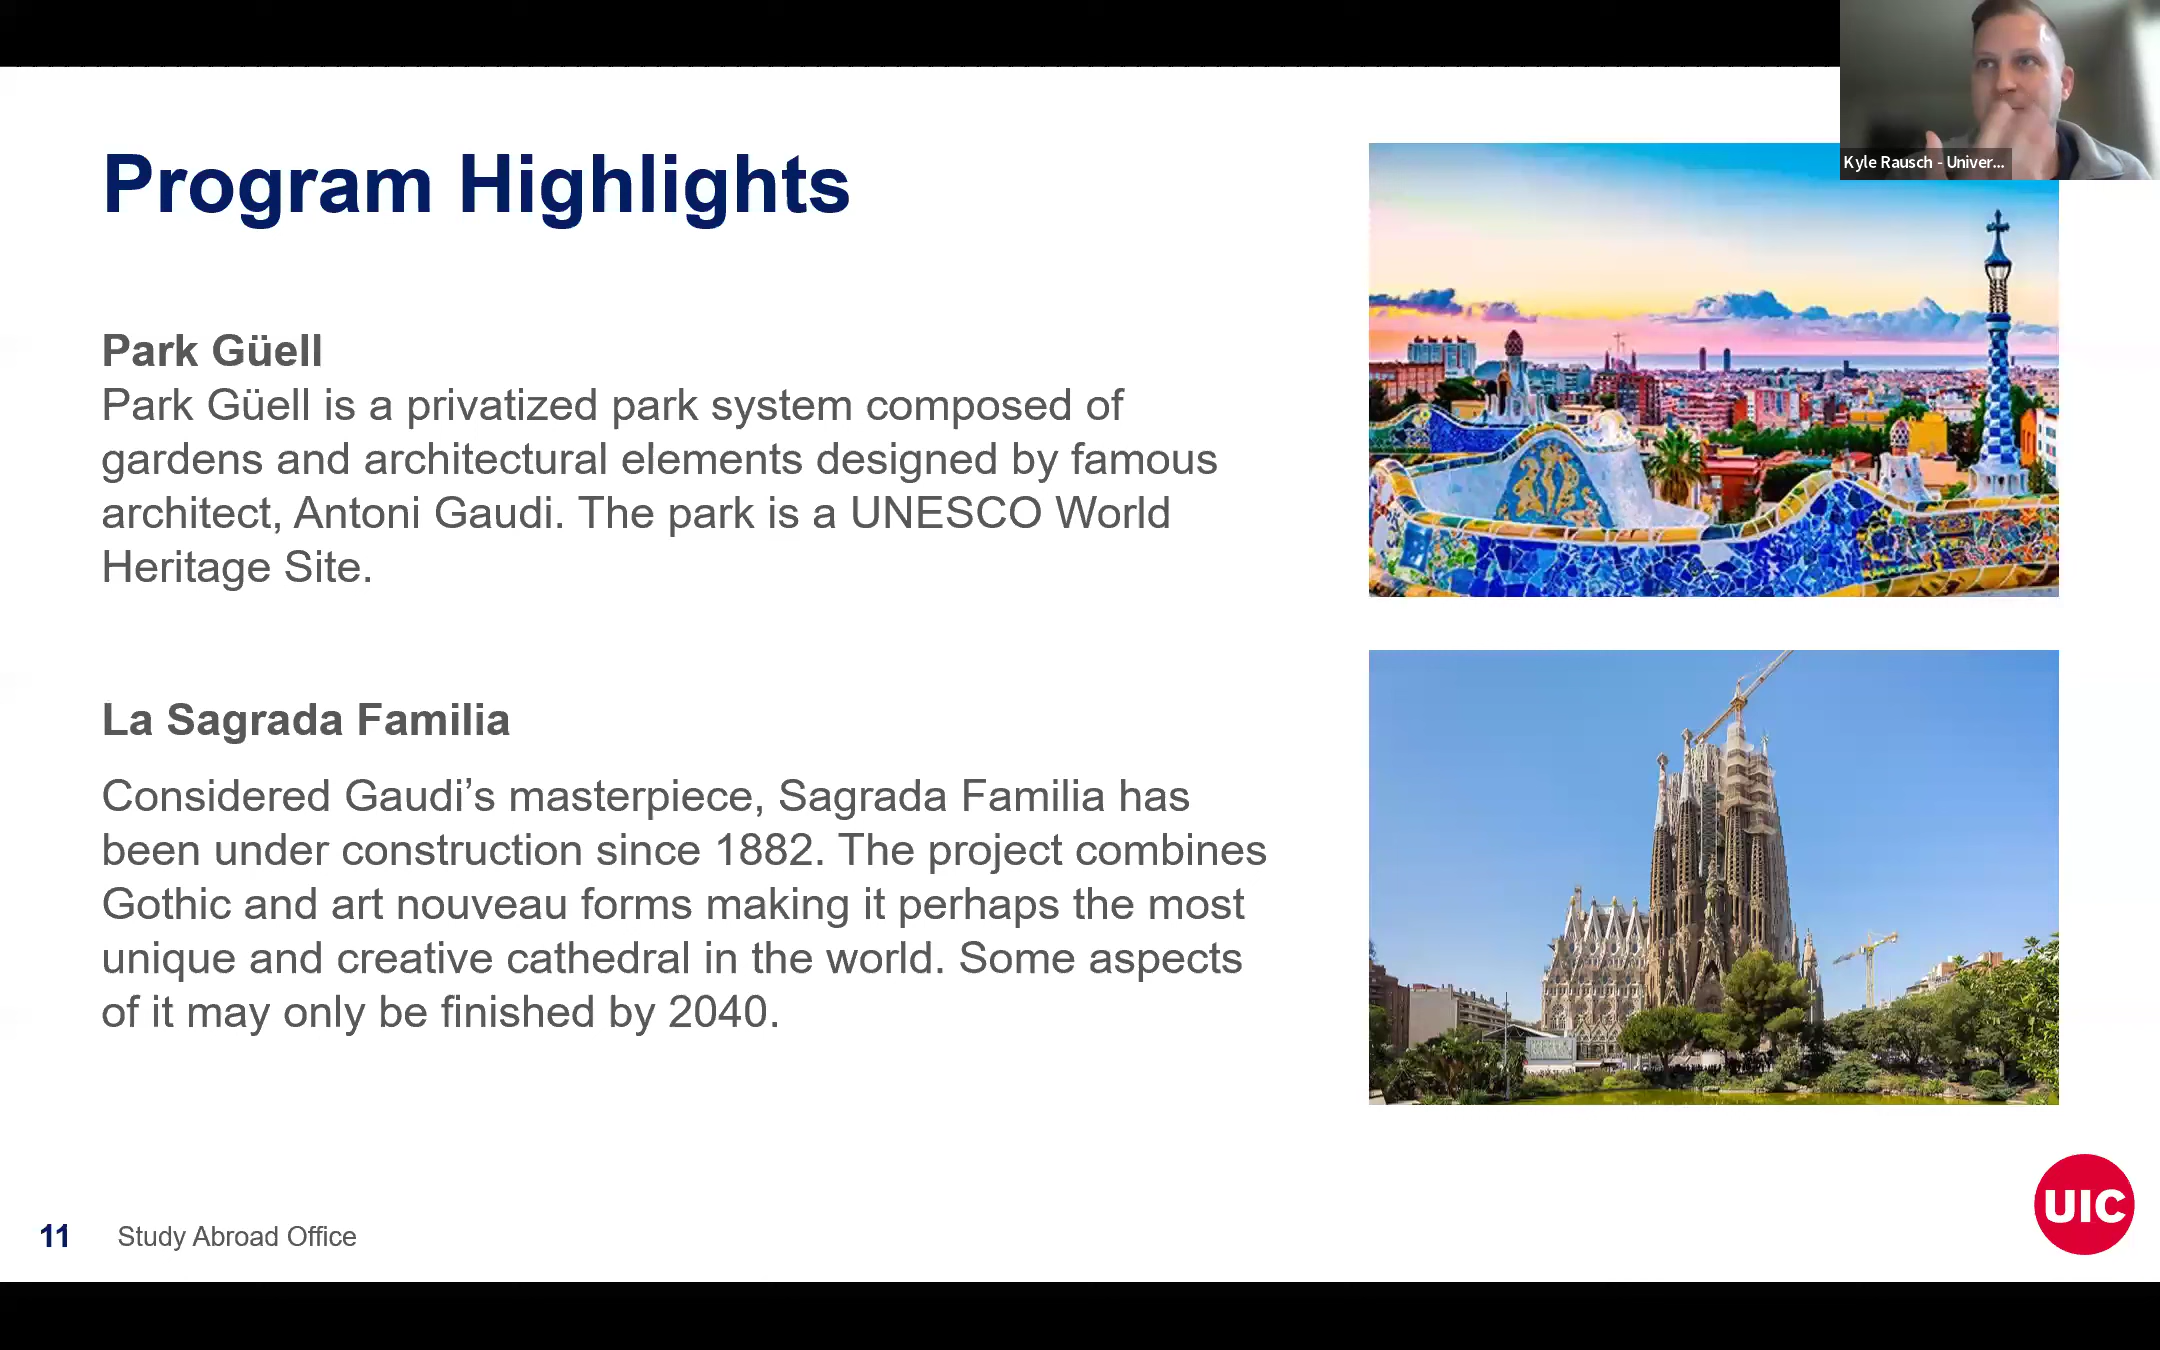 Kyle Rausch - Univer...
Program Highlights
Park Güell
Park Güell is a privatized park system composed of
gardens and architectural elements designed by famous
architect, Antoni Gaudi. The park is a UNESCO World
Heritage Site.
La Sagrada Familia
Considered Gaudi’s masterpiece, Sagrada Familia has
been under construction since 1882. The project combines
Gothic and art nouveau forms making it perhaps the most
unique and creative cathedral in the world. Some aspects
of it may only be finished by 2040.
UIC
11 Study Abroad Office